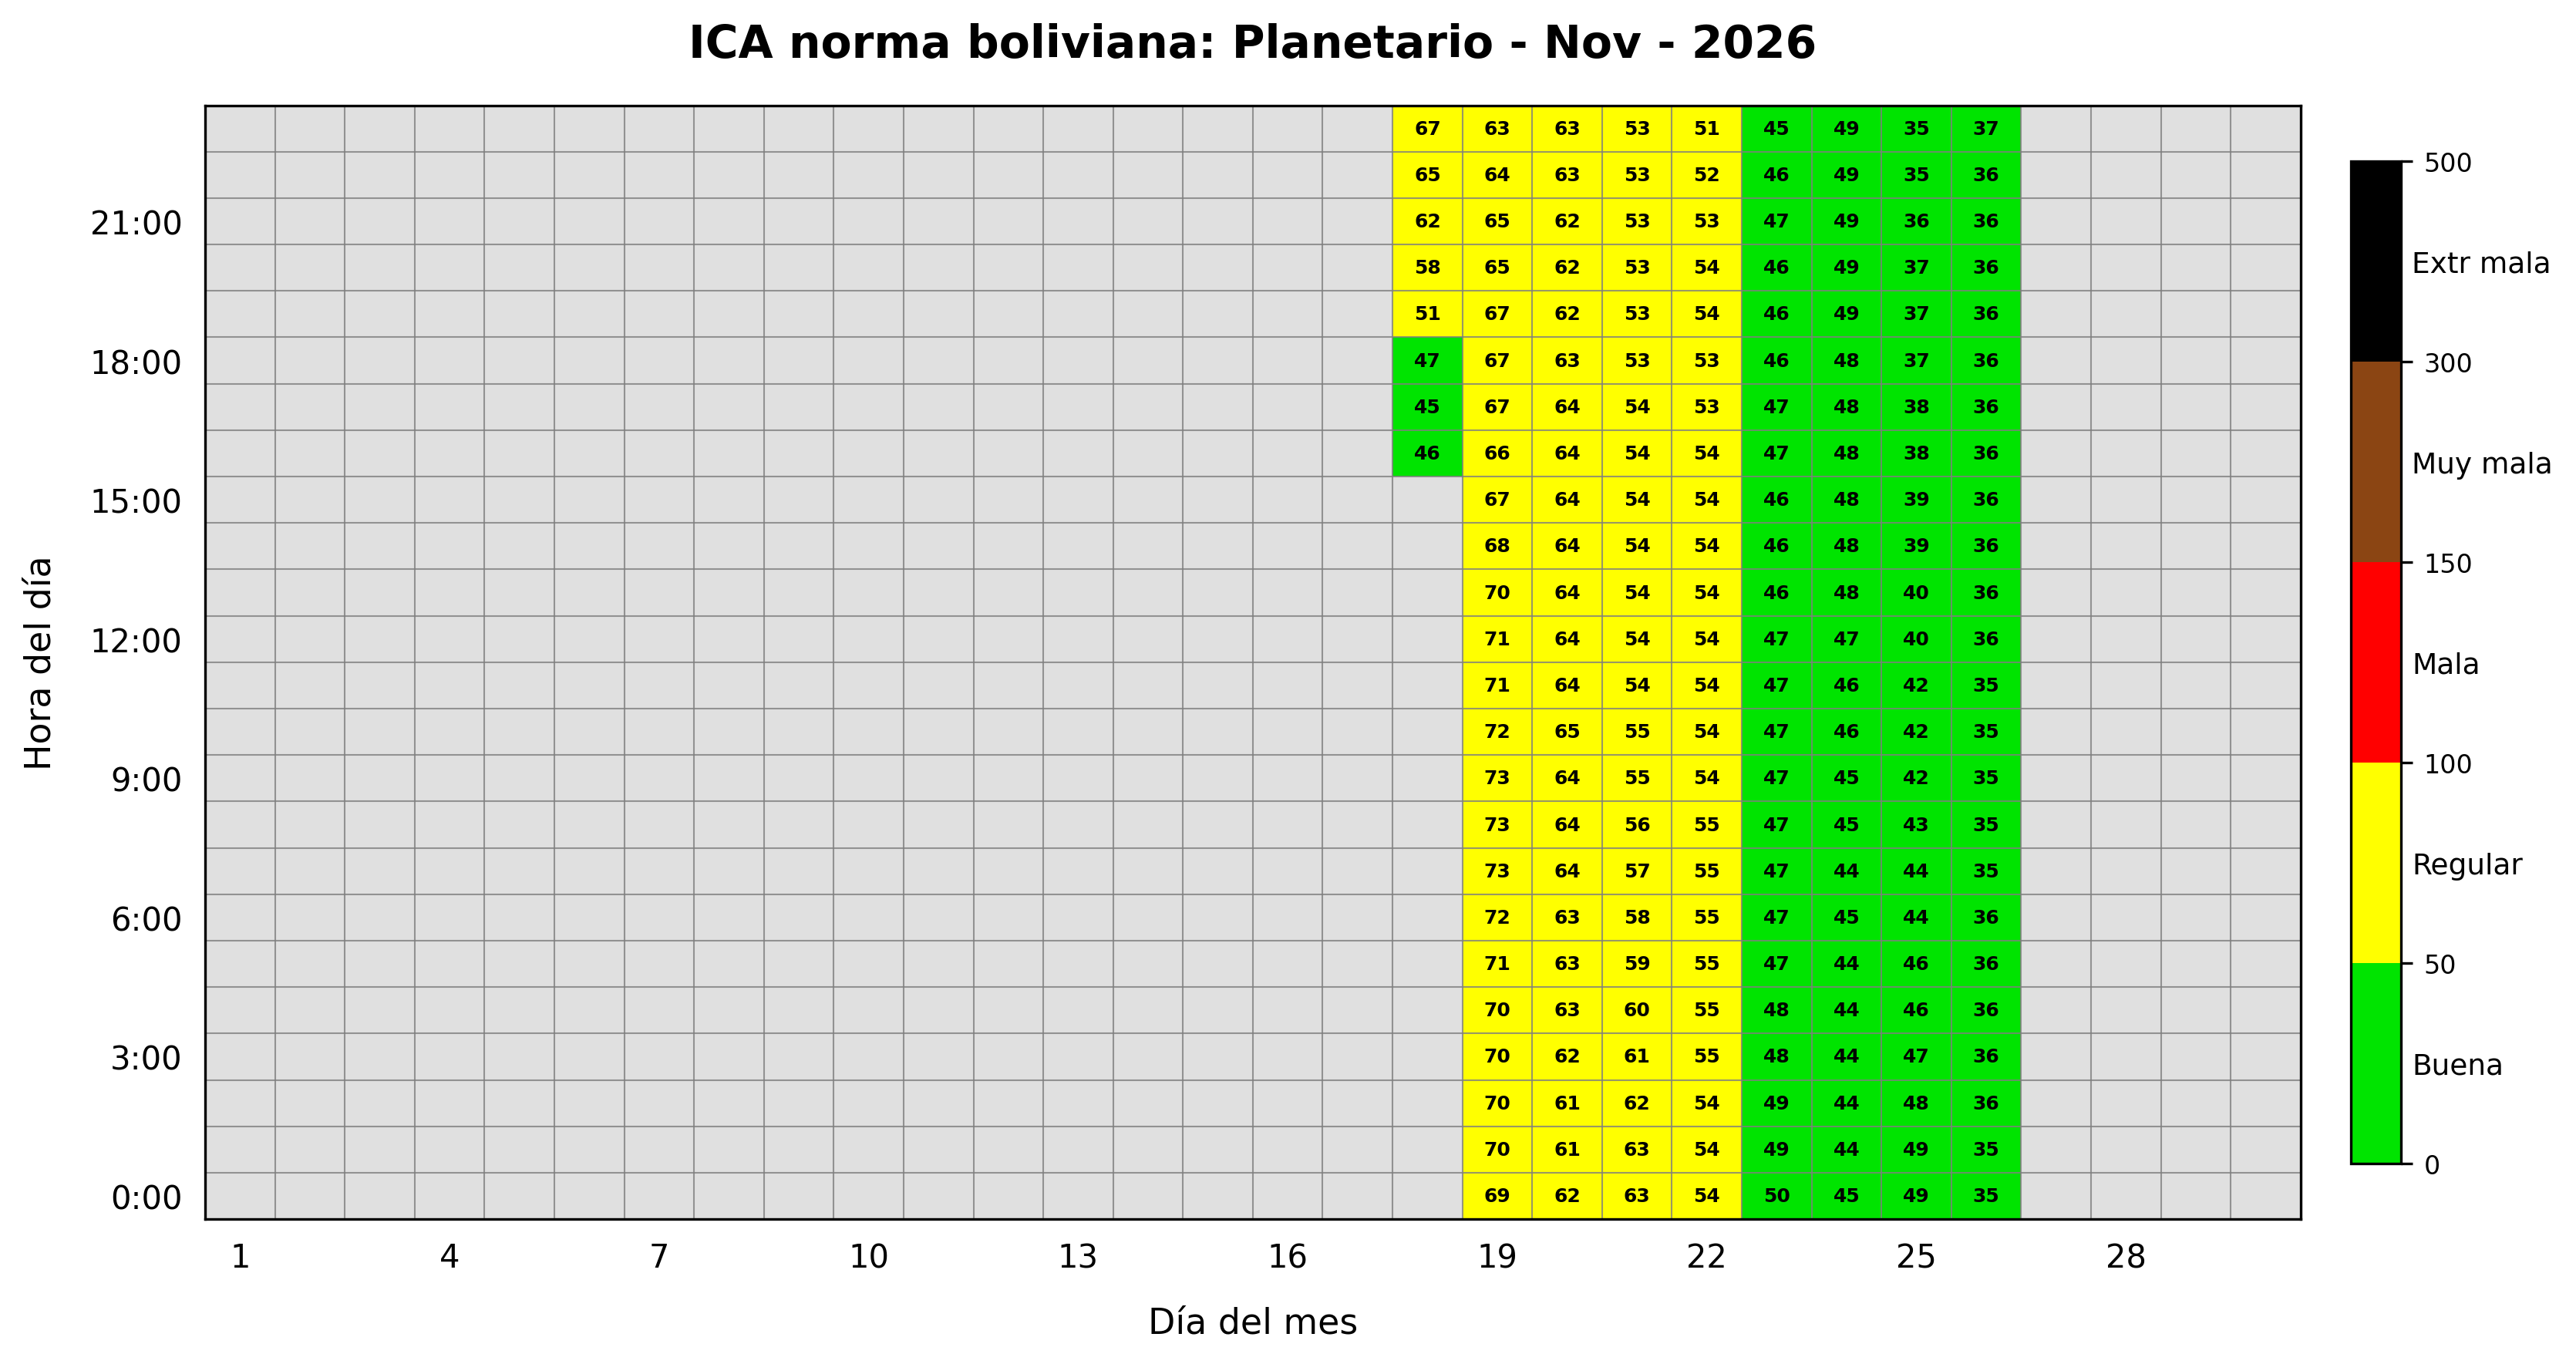 ICA norma boliviana: Planetario - Nov - 2026
67 63 63 53 51 45 49 35 37
65 64 63 53 52 46 49 35 36
21:00 62 65 62 53 53 47 49 36 36
58 65 62 53 54 46 49 37 36
51 67 62 53 54 46 49 37 36
18:00 47 67 63 53 53 46 48 37 36
45 67 64 54 53 47 48 38 36
46 66 64 54 54 47 48 38 36
15:00 67 64 54 54 46 48 39 36
68 64 54 54 46 48 39 36
70 64 54 54 46 48 40 36
12:00 71 64 54 54 47 47 40 36
71 64 54 54 47 46 42 35
72 65 55 54 47 46 42 35
9:00 73 64 55 54 47 45 42 35
73 64 56 55 47 45 43 35
73 64 57 55 47 44 44 35
6:00 72 63 58 55 47 45 44 36
71 63 59 55 47 44 46 36
70 63 60 55 48 44 46 36
3:00 70 62 61 55 48 44 47 36
70 61 62 54 49 44 48 36
70 61 63 54 49 44 49 35
0:00 69 62 63 54 50 45 49 35
1 4 7 10 13 16 19 22 25 28
Día del mes
Hora del día
500
Extr mala
300
Muy mala
150
Mala
100
Regular
50
Buena
0